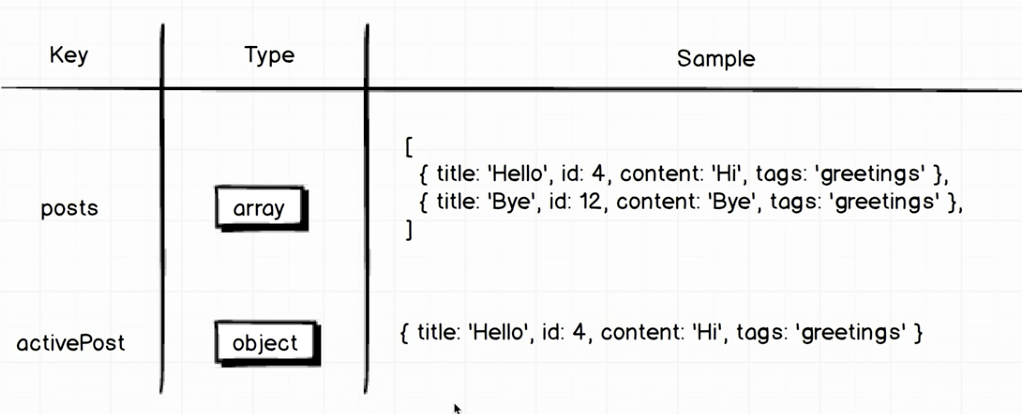 Key Type Sample
[
{ title: 'Hello', id: 4, content: 'Hi', tags: 'greetings' },
posts array { title: 'Bye', id: 12, content: 'Bye', tags: 'greetings' },
]
activePost object { title: 'Hello', id: 4, content: 'Hi', tags: 'greetings' }